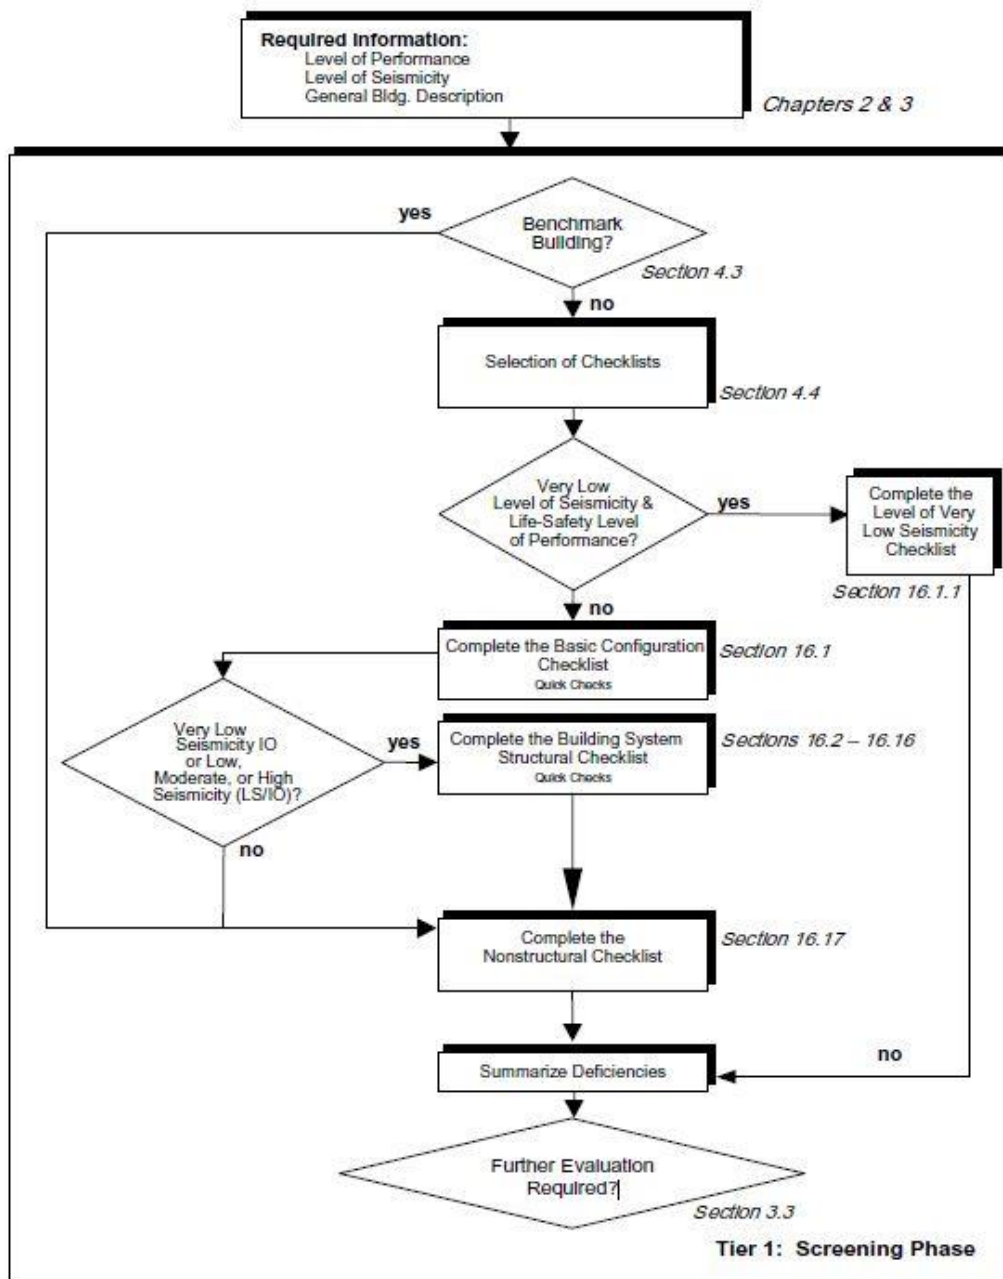 Required Information:
Level of Performance
Level of Seismicity
General Bldg. Description
Chapters 2 & 3
yes
Benchmark
Building?
Section 4.3
no
Selection of Checklists
Section 4.4
Very Low
Level of Seismicity &
Life-Safety Level
of Performance?
yes
Complete the
Level of Very
Low Seismicity
Checklist
Section 16.1.1
no
Complete the Basic Configuration
Checklist
Quick Checks
Section 16.1
Very Low
Seismicity IO
or Low,
Moderate, or High
Seismicity (LS/IO)?
yes
Complete the Building System
Structural Checklist
Quick Checks
Sections 16.2 – 16.16
no
Complete the
Nonstructural Checklist
Section 16.17
no
Summarize Deficiencies
Further Evaluation
Required?
Section 3.3
Tier 1: Screening Phase